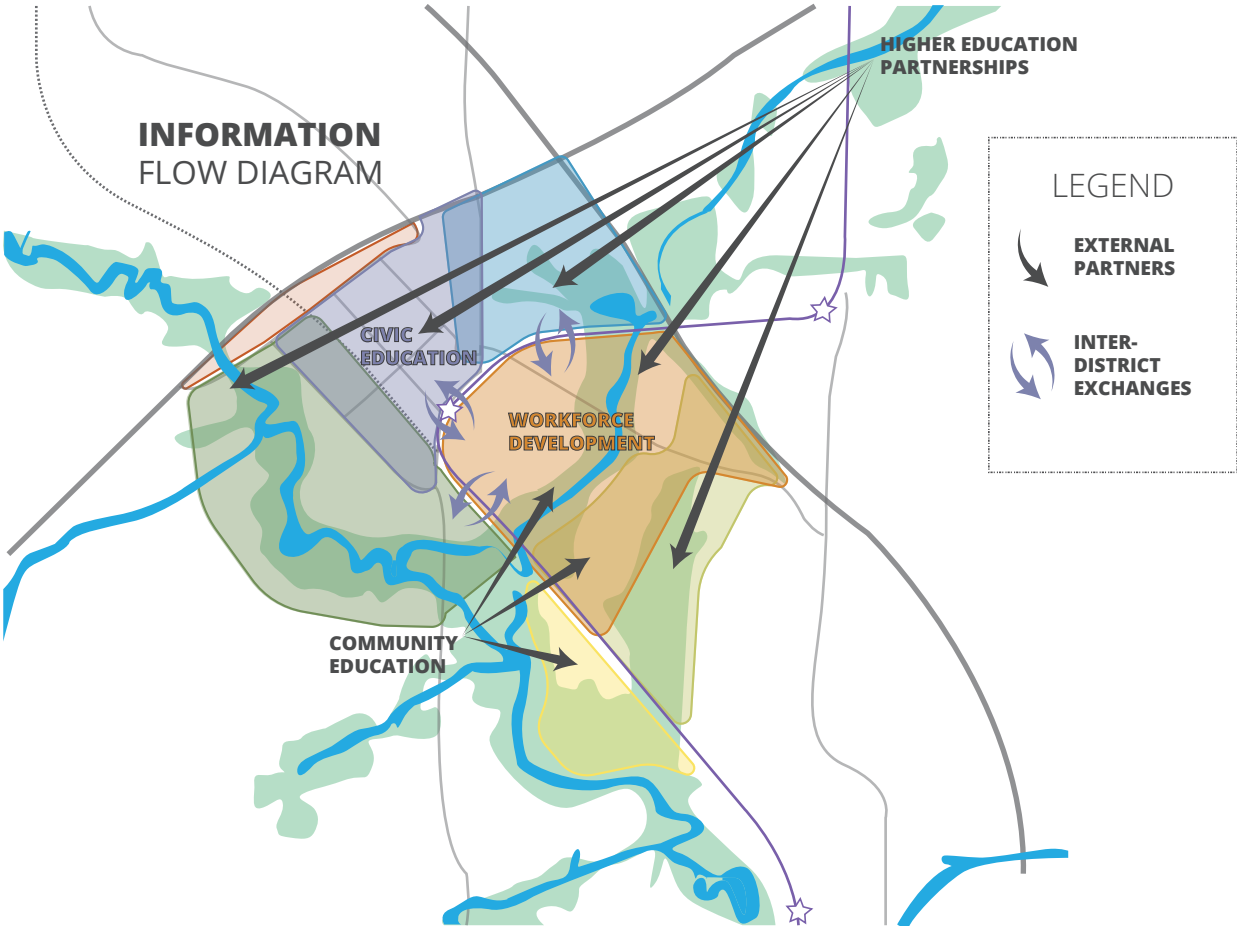 HIGHER EDUCATION
PARTNERSHIPS
INFORMATION
FLOW DIAGRAM
LEGEND
EXTERNAL
PARTNERS
INTER-
DISTRICT
EXCHANGES
CIVIC
EDUCATION
WORKFORCE
DEVELOPMENT
COMMUNITY
EDUCATION